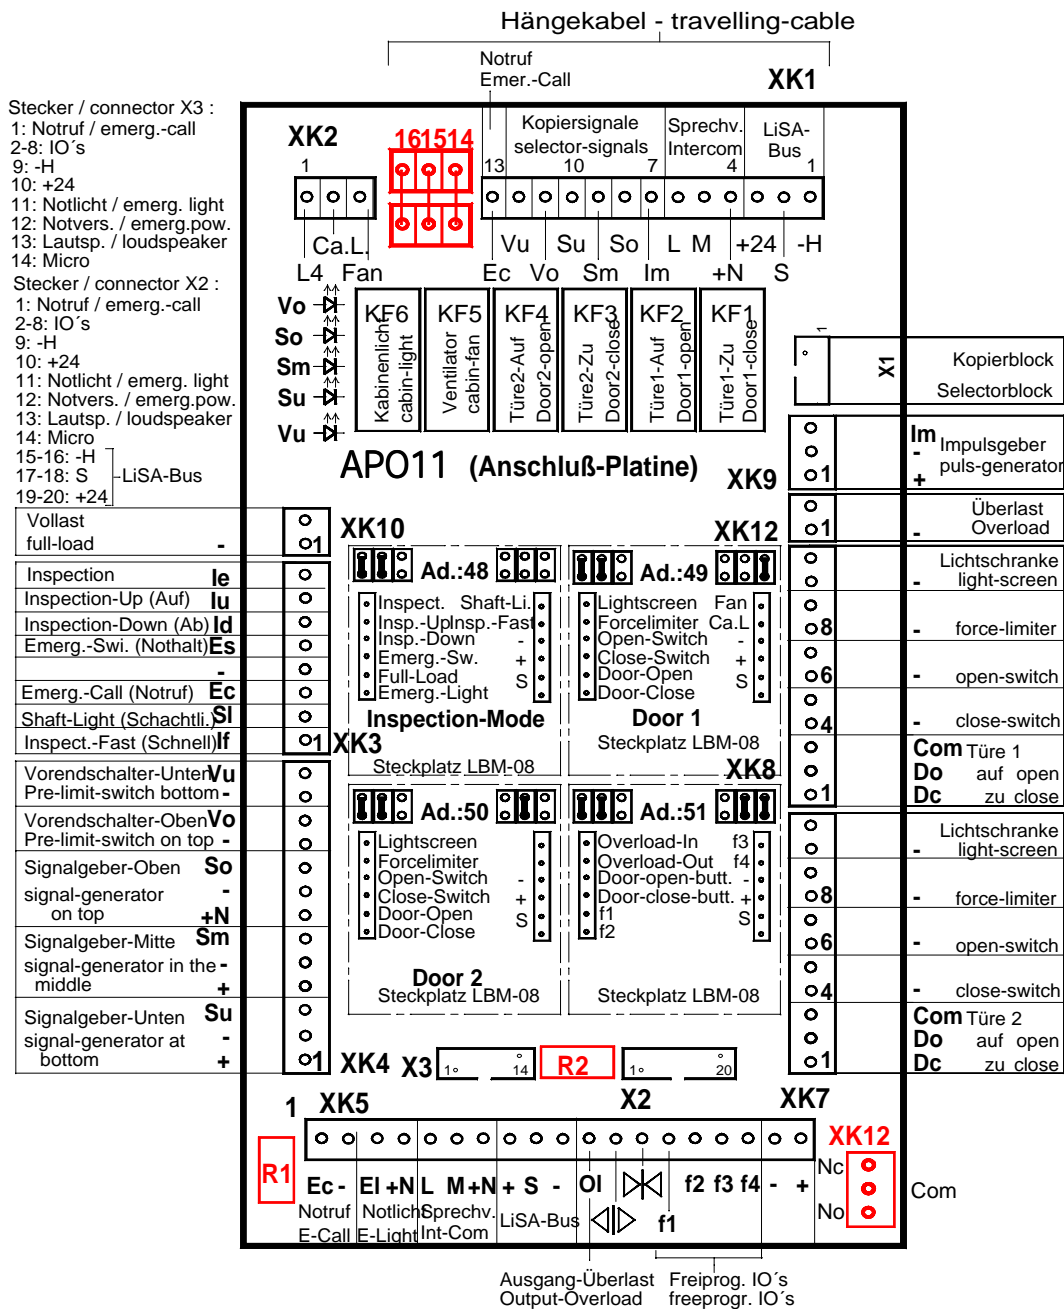 Hängekabel - travelling-cable
Notruf
Emer.-Call
XK1
Stecker / connector X3 :
1: Notruf / emerg.-call
2-8: IO´s
9: -H
10: +24
11: Notlicht / emerg. light
12: Notvers. / emerg.pow.
13: Lautsp. / loudspeaker
14: Micro
Stecker / connector X2 :
1: Notruf / emerg.-call
2-8: IO´s
9: -H
10: +24
11: Notlicht / emerg. light
12: Notvers. / emerg.pow.
13: Lautsp. / loudspeaker
14: Micro
15-16: -H
17-18: S
19-20: +24
LiSA-Bus
XK2
1
161514
Kopiersignale
selector-signals
Sprechv.
Intercom
LiSA-
Bus
13 10 7 4 1
Ca.L.
L4 Fan
Vu Su So L M +24 -H
Ec Vo Sm Im +N S
Vo
So
Sm
Su
Vu
KF6
Kabinenlicht
cabin-light
KF5
Ventilator
cabin-fan
KF4
Türe2-Auf
Door2-open
KF3
Türe2-Zu
Door2-close
KF2
Türe1-Auf
Door1-open
KF1
Türe1-Zu
Door1-close
1
X1
Kopierblock
Selectorblock
APO11 (Anschluß-Platine)
XK9
1
Im
-
+
Impulsgeber
puls-generator
1
-
Überlast
Overload
XK12
Vollast
full-load -
1
XK10
Inspection Ie
Inspection-Up (Auf) Iu
Inspection-Down (Ab) Id
Emerg.-Swi. (Nothalt) Es
-
Emerg.-Call (Notruf) Ec
Shaft-Light (Schachtli.) Sl
Inspect.-Fast (Schnell) If
1
XK3
Ad.:48
Inspect. Shaft-Li.
Insp.-Up Insp.-Fast
Insp.-Down -
Emerg.-Sw. +
Full-Load S
Emerg.-Light
Inspection-Mode
Steckplatz LBM-08
Ad.:49
Lightscreen Fan
Forcelimiter Ca.L
Open-Switch -
Close-Switch +
Door-Open S
Door-Close
Door 1
Steckplatz LBM-08
XK8
Lichtschranke
- light-screen
8 - force-limiter
6 - open-switch
4 - close-switch
Com Türe 1
Do auf open
1 Dc zu close
Vorendschalter-Unten Vu
Pre-limit-switch bottom -
Vorendschalter-Oben Vo
Pre-limit-switch on top -
Signalgeber-Oben So
signal-generator -
on top +N
Signalgeber-Mitte Sm
signal-generator in the -
middle +
Signalgeber-Unten Su
signal-generator at -
bottom +
1
XK4
Ad.:50
Lightscreen
Forcelimiter
Open-Switch -
Close-Switch +
Door-Open S
Door-Close
Door 2
Steckplatz LBM-08
Ad.:51
Overload-In f3
Overload-Out f4
Door-open-butt. -
Door-close-butt. +
f1 S
f2
Steckplatz LBM-08
Lichtschranke
- light-screen
8 - force-limiter
6 - open-switch
4 - close-switch
Com Türe 2
Do auf open
1 Dc zu close
X3
1 14
R2
1 20
X2
1
XK5
XK7
XK12
R1
Nc
Com
No
Ec - El +N L M +N + S - Ol f2 f3 f4 - +
f1
Notruf
E-Call
Notlicht
E-Light
Sprechv.
Int-Com
LiSA-Bus
Ausgang-Überlast
Output-Overload
Freiprog. IO´s
freeprogr. IO´s